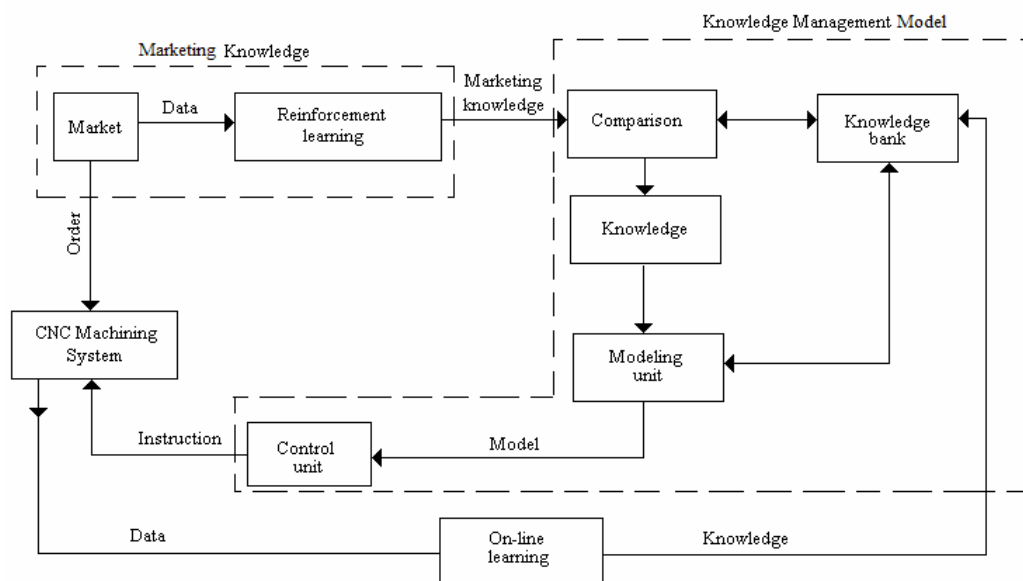 Knowledge Management Model
Marketing Knowledge
Market
Data
Reinforcement
learning
Marketing
knowledge
Comparison
Knowledge
bank
Order
Knowledge
CNC Machining
System
Modeling
unit
Instruction
Control
unit
Model
Data
On-line
learning
Knowledge